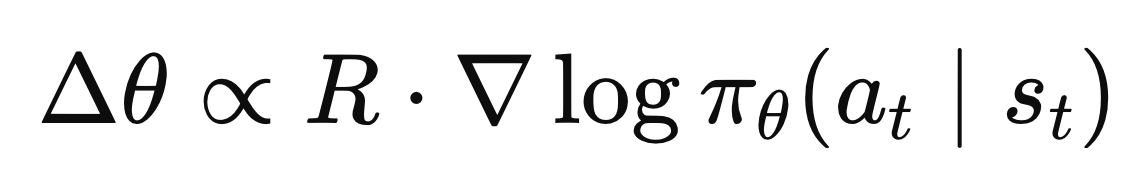 Δθ ∝ R · ∇ log π_θ(a_t | s_t)